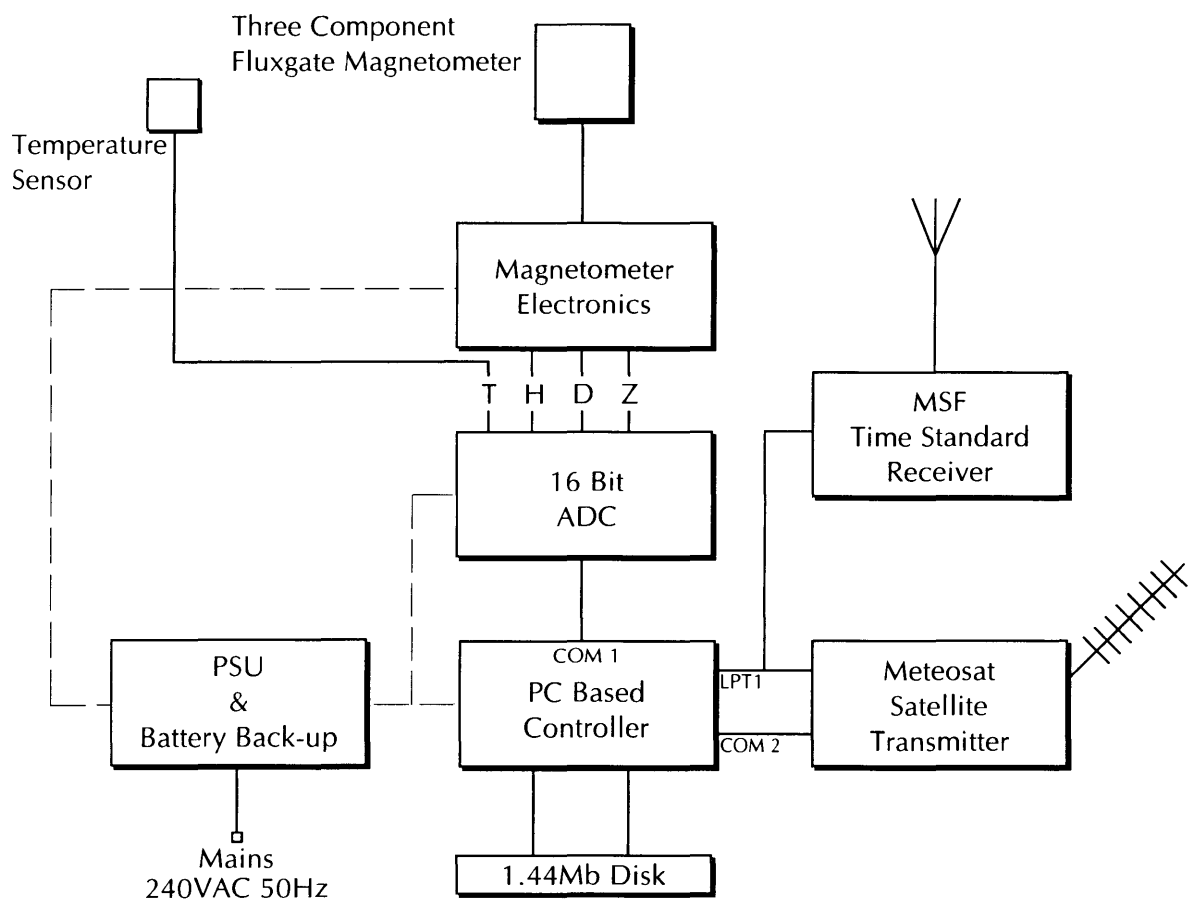 Three Component
Fluxgate Magnetometer
Temperature
Sensor
Magnetometer
Electronics
T H D Z
MSF
Time Standard
Receiver
16 Bit
ADC
PSU
&
Battery Back-up
COM 1
PC Based
Controller
LPT1
COM 2
Meteosat
Satellite
Transmitter
Mains
240VAC 50Hz
1.44Mb Disk